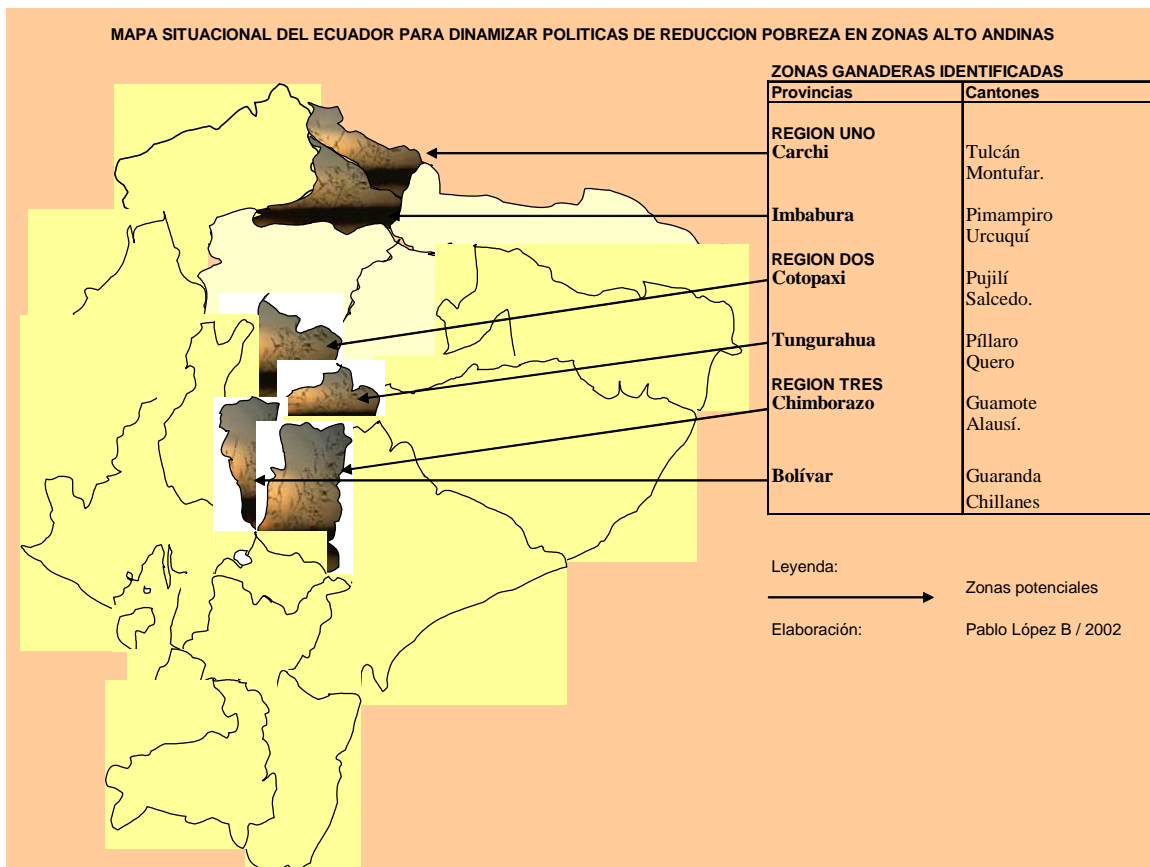 MAPA SITUACIONAL DEL ECUADOR PARA DINAMIZAR POLITICAS DE REDUCCION POBREZA EN ZONAS ALTO ANDINAS
ZONAS GANADERAS IDENTIFICADAS
Provincias Cantones
REGION UNO
Carchi Tulcán
Montufar.
Imbabura Pimampiro
Urcuquí
REGION DOS
Cotopaxi Pujilí
Salcedo.
Tungurahua Píllaro
Quero
REGION TRES
Chimborazo Guamote
Alausí.
Bolívar Guaranda
Chillanes
Leyenda:
Zonas potenciales
Elaboración: Pablo López B / 2002